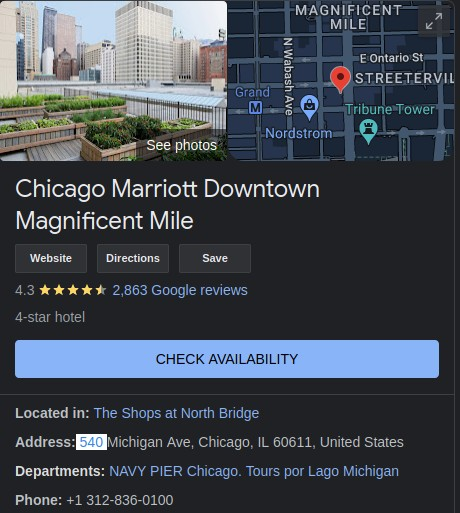 MAGNIFICENT
MILE
N Wabash Ave
E Ontario St
STREETERVIL
Grand
M
Tribune Tower
Nordstrom
See photos
Chicago Marriott Downtown
Magnificent Mile
Website Directions Save
4.3 2,863 Google reviews
4-star hotel
CHECK AVAILABILITY
Located in: The Shops at North Bridge
Address: 540 Michigan Ave, Chicago, IL 60611, United States
Departments: NAVY PIER Chicago. Tours por Lago Michigan
Phone: +1 312-836-0100